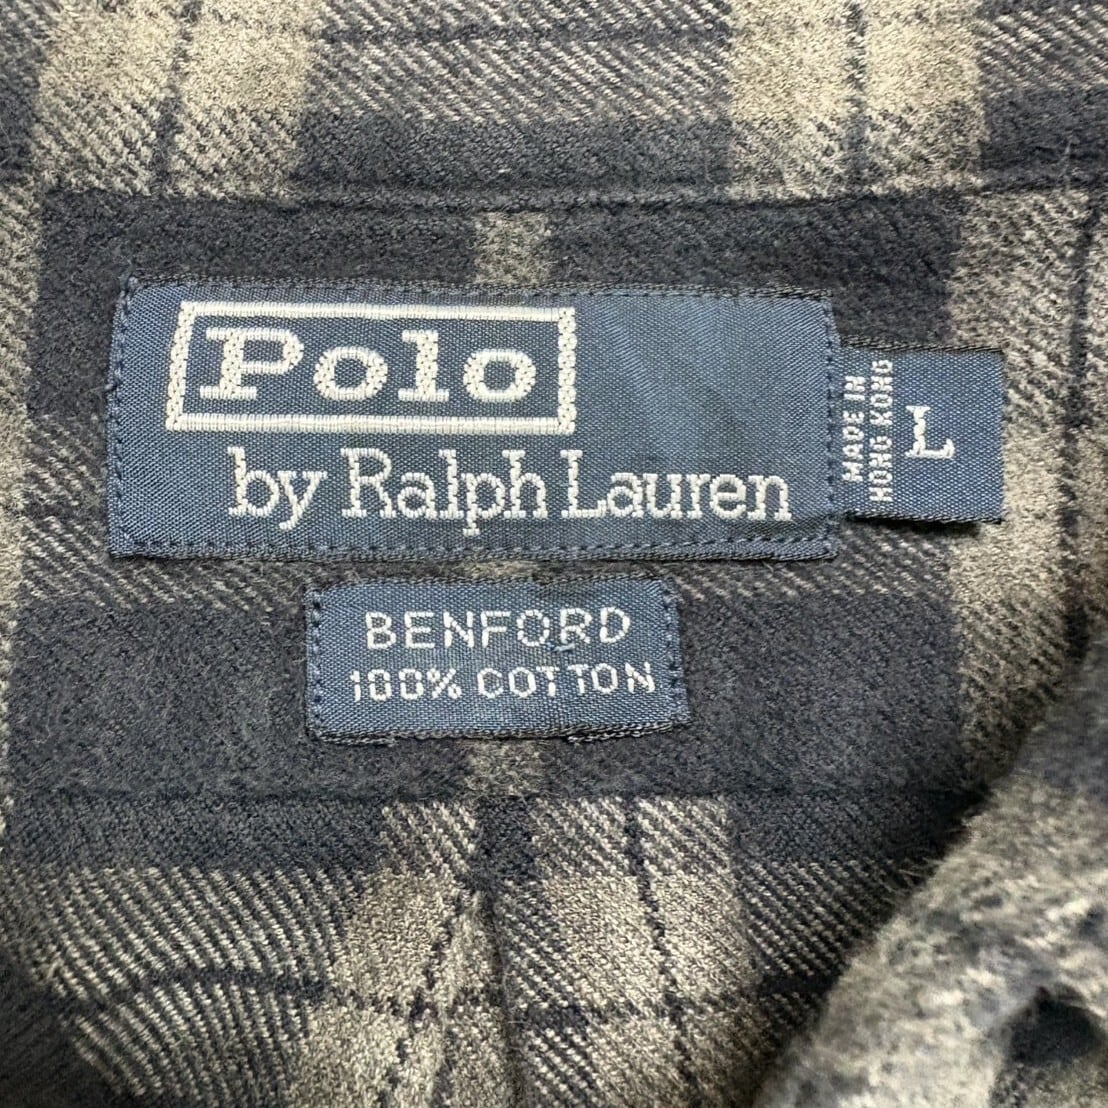 Polo
by Ralph Lauren
MADE IN
HONG KONG
L
BENFORD
100% COTTON